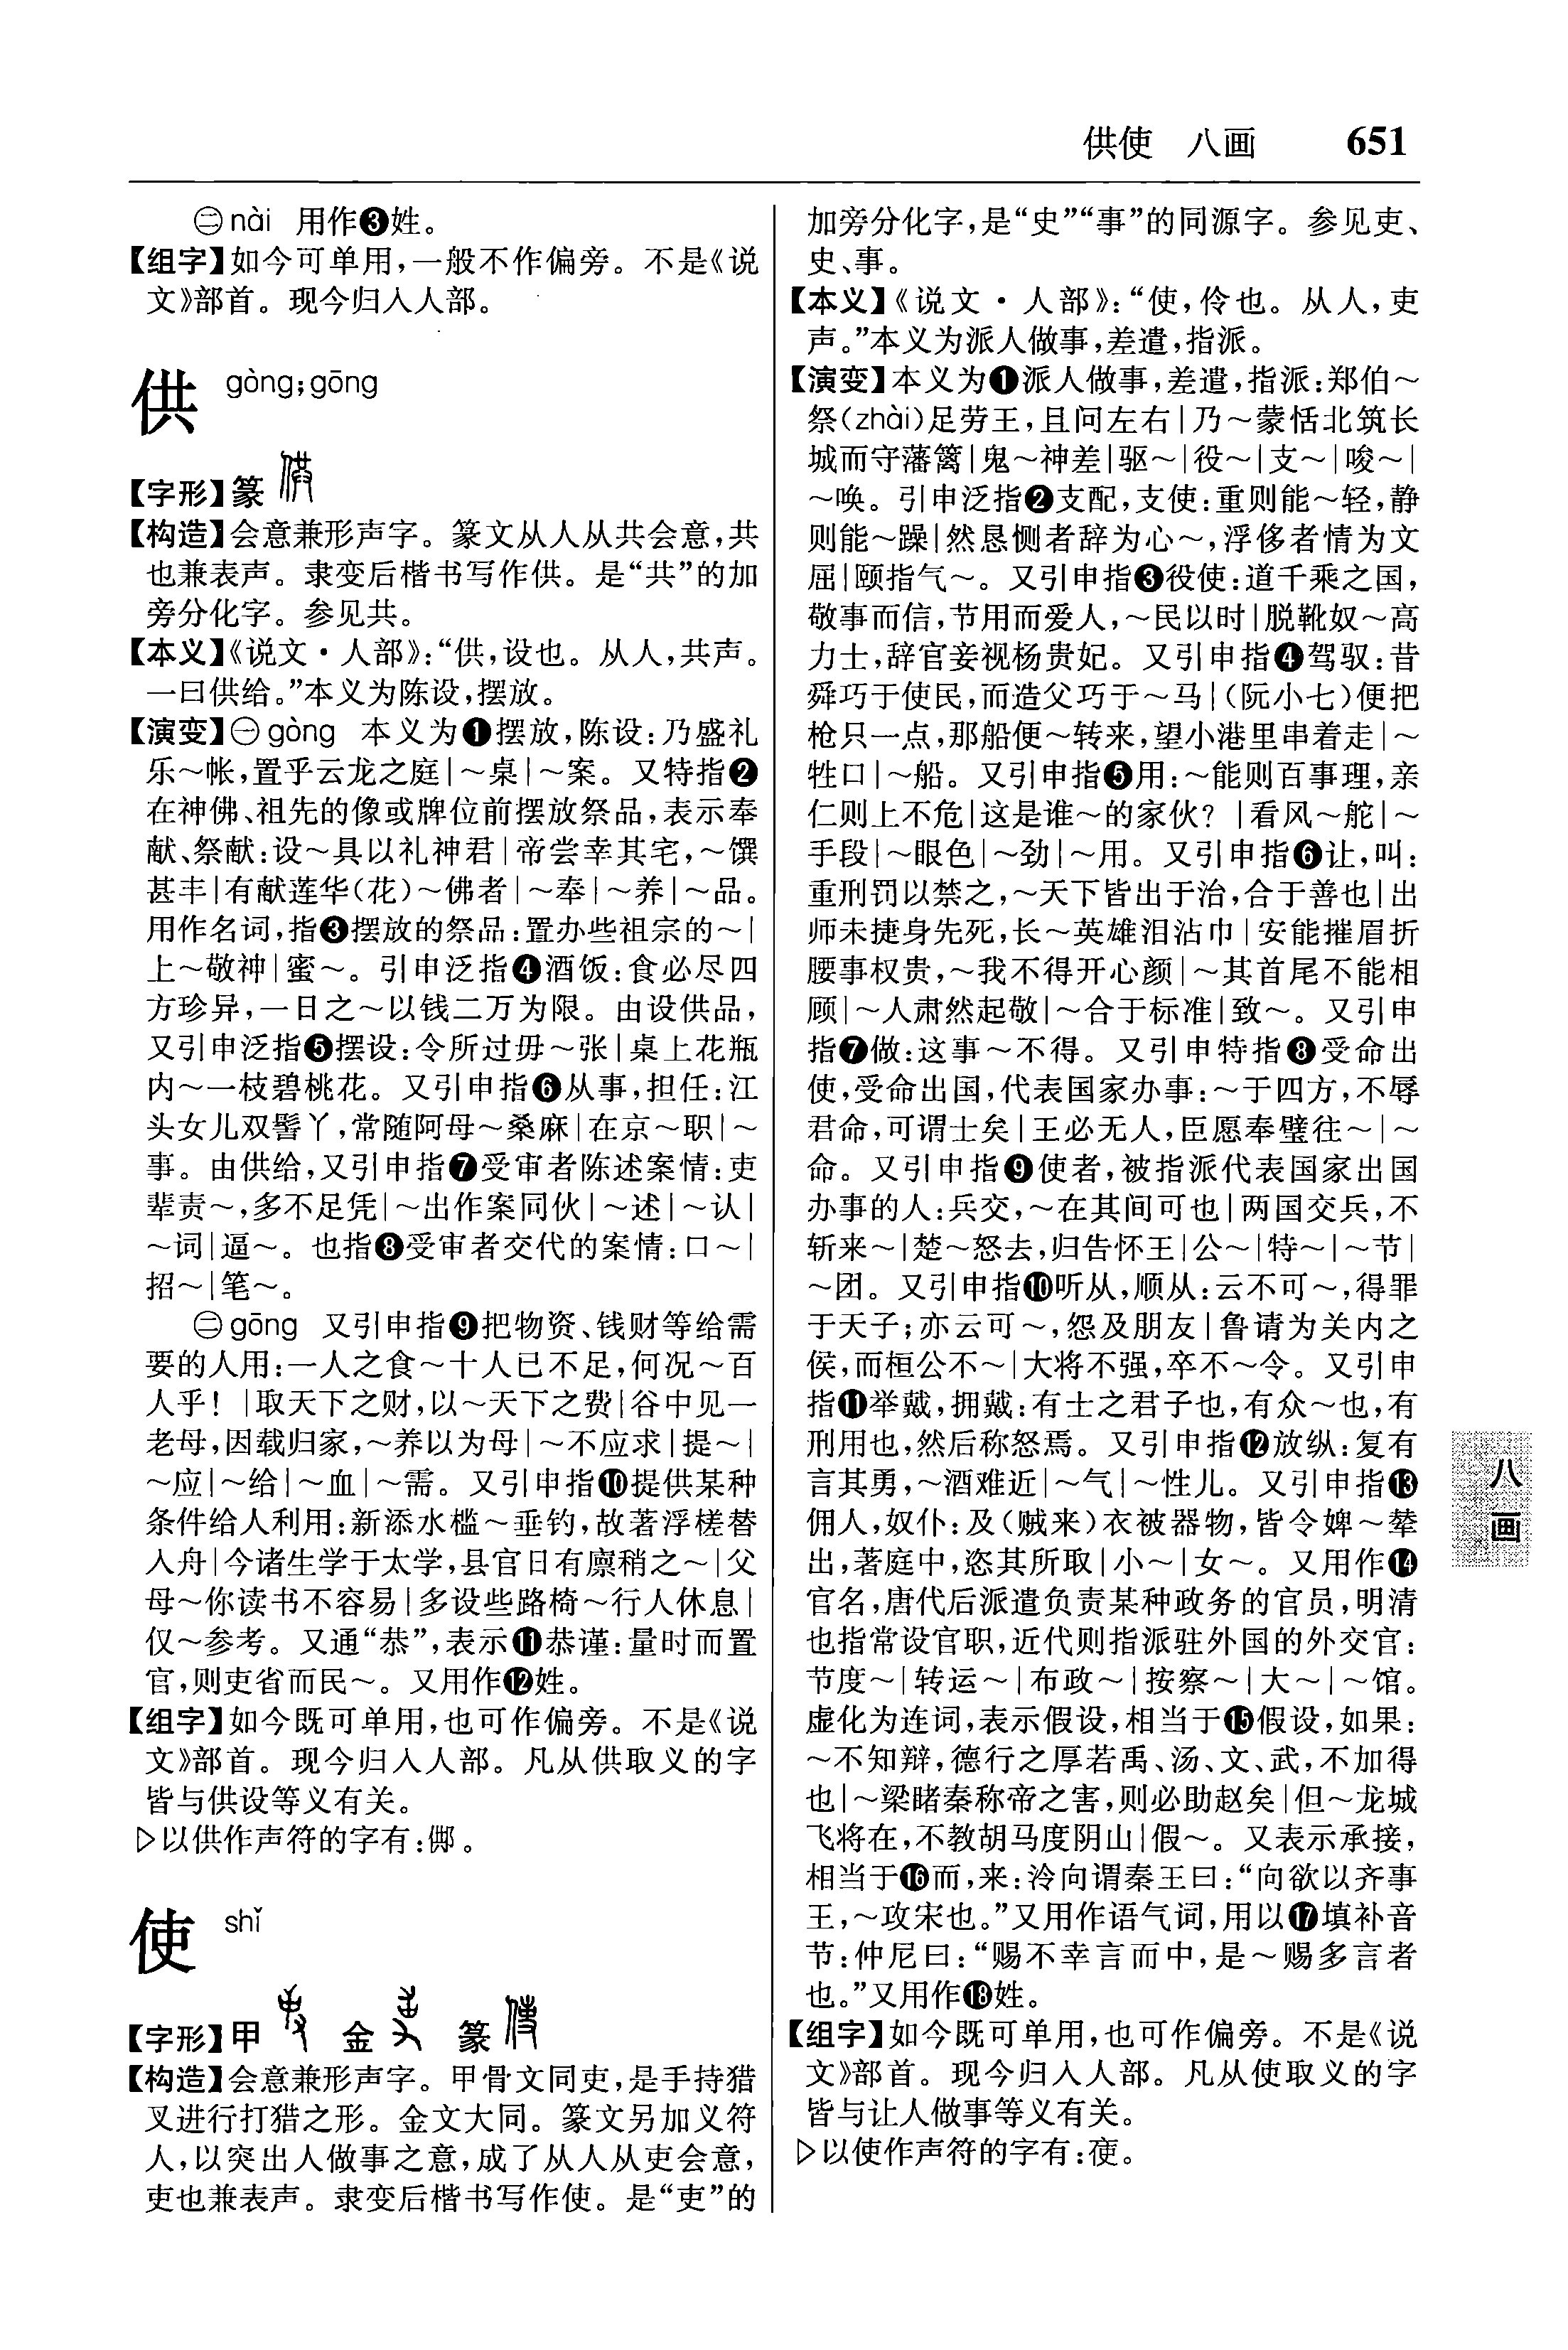 供使 八画 651
㊁nài 用作❸姓。
【组字】如今可单用,一般不作偏旁。不是《说
文》部首。现今归入人部。
供 gòng;gōng
【字形】篆
【构造】会意兼形声字。篆文从人从共会意,共
也兼表声。隶变后楷书写作供。是“共”的加
旁分化字。参见共。
【本义】《说文·人部》:“供,设也。从人,共声。
一曰供给。”本义为陈设,摆放。
【演变】㊀gòng 本义为❶摆放,陈设:乃盛礼
乐～帐,置乎云龙之庭|～桌|～案。又特指❷
在神佛、祖先的像或牌位前摆放祭品,表示奉
献、祭献:设～具以礼神君|帝尝幸其宅,～馔
甚丰|有献莲华(花)～佛者|～奉|～养|～品。
用作名词,指❸摆放的祭品:置办些祖宗的～|
上～敬神|蜜～。引申泛指❹酒饭:食必尽四
方珍异,一日之～以钱二万为限。由设供品,
又引申泛指❺摆设:令所过毋～张|桌上花瓶
内～一枝碧桃花。又引申指❻从事,担任:江
头女儿双髻丫,常随阿母～桑麻|在京～职|～
事。由供给,又引申指❼受审者陈述案情:吏
辈责～,多不足凭|～出作案同伙|～述|～认|
～词|逼～。也指❽受审者交代的案情:口～|
招～|笔～。
㊁gōng 又引申指❾把物资、钱财等给需
要的人用:一人之食～十人已不足,何况～百
人乎!|取天下之财,以～天下之费|谷中见一
老母,因载归家,～养以为母|～不应求|提～|
～应|～给|～血|～需。又引申指❿提供某种
条件给人利用:新添水槛～垂钓,故著浮槎替
入舟|今诸生学于太学,县官日有廪稍之～|父
母～你读书不容易|多设些路椅～行人休息|
仅～参考。又通“恭”,表示⓫恭谨:量时而置
官,则吏省而民～。又用作⓬姓。
【组字】如今既可单用,也可作偏旁。不是《说
文》部首。现今归入人部。凡从供取义的字
皆与供设等义有关。
▷以供作声符的字有:㒥。
使 shǐ
【字形】甲 金 篆
【构造】会意兼形声字。甲骨文同吏,是手持猎
叉进行打猎之形。金文大同。篆文另加义符
人,以突出人做事之意,成了从人从吏会意,
吏也兼表声。隶变后楷书写作使。是“吏”的
加旁分化字,是“史”“事”的同源字。参见吏、
史、事。
【本义】《说文·人部》:“使,伶也。从人,吏
声。”本义为派人做事,差遣,指派。
【演变】本义为❶派人做事,差遣,指派:郑伯～
祭(zhài)足劳王,且问左右|乃～蒙恬北筑长
城而守藩篱|鬼～神差|驱～|役～|支～|唆～|
～唤。引申泛指❷支配,支使:重则能～轻,静
则能～躁|然恳恻者辞为心～,浮侈者情为文
屈|颐指气～。又引申指❸役使:道千乘之国,
敬事而信,节用而爱人,～民以时|脱靴奴～高
力士,辞官妾视杨贵妃。又引申指❹驾驭:昔
舜巧于使民,而造父巧于～马|(阮小七)便把
枪只一点,那船便～转来,望小港里串着走|～
牲口|～船。又引申指❺用:～能则百事理,亲
仁则上不危|这是谁～的家伙?|看风～舵|～
手段|～眼色|～劲|～用。又引申指❻让,叫:
重刑罚以禁之,～天下皆出于治,合于善也|出
师未捷身先死,长～英雄泪沾巾|安能摧眉折
腰事权贵,～我不得开心颜|～其首尾不能相
顾|～人肃然起敬|～合于标准|致～。又引申
指❼做:这事～不得。又引申特指❽受命出
使,受命出国,代表国家办事:～于四方,不辱
君命,可谓士矣|王必无人,臣愿奉璧往～|～
命。又引申指❾使者,被指派代表国家出国
办事的人:兵交,～在其间可也|两国交兵,不
斩来～|楚～怒去,归告怀王|公～|特～|～节|
～团。又引申指❿听从,顺从:云不可～,得罪
于天子;亦云可～,怨及朋友|鲁请为关内之
侯,而桓公不～|大将不强,卒不～令。又引申
指⓫举戴,拥戴:有士之君子也,有众～也,有
刑用也,然后称怒焉。又引申指⓬放纵:复有
言其勇,～酒难近|～气|～性儿。又引申指⓭
佣人,奴仆:及(贼来)衣被器物,皆令婢～辇
出,著庭中,恣其所取|小～|女～。又用作⓮
官名,唐代后派遣负责某种政务的官员,明清
也指常设官职,近代则指派驻外国的外交官:
节度～|转运～|布政～|按察～|大～|～馆。
虚化为连词,表示假设,相当于⓯假设,如果:
～不知辩,德行之厚若禹、汤、文、武,不加得
也|～梁睹秦称帝之害,则必助赵矣|但～龙城
飞将在,不教胡马度阴山|假～。又表示承接,
相当于⓰而,来:泠向谓秦王曰:“向欲以齐事
王,～攻宋也。”又用作语气词,用以⓱填补音
节:仲尼曰:“赐不幸言而中,是～赐多言者
也。”又用作⓲姓。
【组字】如今既可单用,也可作偏旁。不是《说
文》部首。现今归入人部。凡从使取义的字
皆与让人做事等义有关。
▷以使作声符的字有:
八画